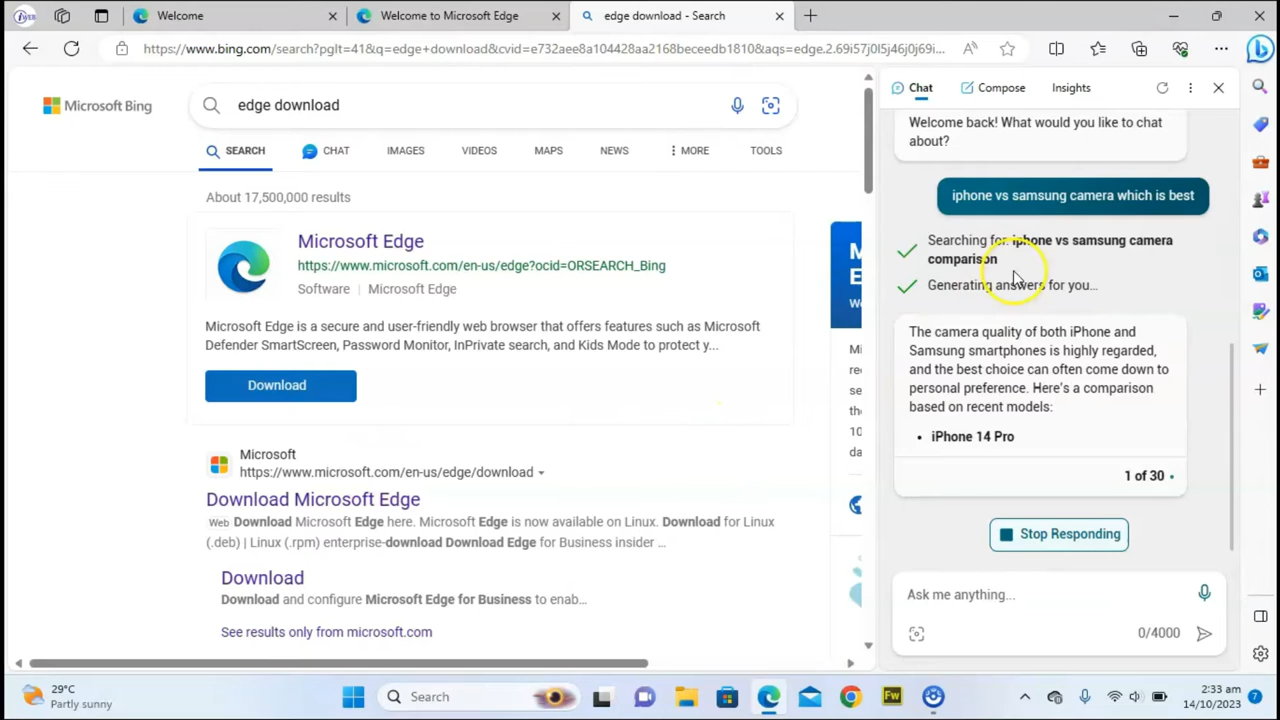 Welcome
Welcome to Microsoft Edge
edge download - Search
https://www.bing.com/search?pglt=41&q=edge+download&cvid=e732aee8a104428aa2168beceedb1810&aqs=edge.2.69i57j0l5j46j0j69i...
Microsoft Bing
edge download
SEARCH
CHAT
IMAGES
VIDEOS
MAPS
NEWS
MORE
TOOLS
About 17,500,000 results
Microsoft Edge
https://www.microsoft.com/en-us/edge?ocid=ORSEARCH_Bing
Software
Microsoft Edge
Microsoft Edge is a secure and user-friendly web browser that offers features such as Microsoft
Defender SmartScreen, Password Monitor, InPrivate search, and Kids Mode to protect y...
Download
Microsoft
https://www.microsoft.com/en-us/edge/download
Download Microsoft Edge
Web Download Microsoft Edge here. Microsoft Edge is now available on Linux. Download for Linux
(.deb) | Linux (.rpm) enterprise-download Download Edge for Business insider ...
Download
Download and configure Microsoft Edge for Business to enab...
See results only from microsoft.com
Chat
Compose
Insights
Welcome back! What would you like to chat
about?
iphone vs samsung camera which is best
Searching for: iphone vs samsung camera
comparison
Generating answers for you...
The camera quality of both iPhone and
Samsung smartphones is highly regarded,
and the best choice can often come down to
personal preference. Here's a comparison
based on recent models:
• iPhone 14 Pro
1 of 30
Stop Responding
Ask me anything...
0/4000
29°C
Partly sunny
Search
Fw
2:33 am
14/10/2023
7